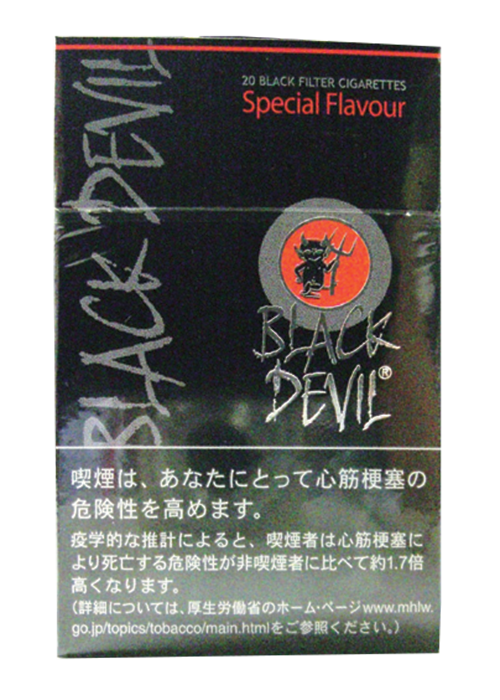 20 BLACK FILTER CIGARETTES
Special Flavour
BLACK DEVIL
BLACK
DEVIL®
喫煙は、あなたにとって心筋梗塞の
危険性を高めます。
疫学的な推計によると、喫煙者は心筋梗塞に
より死亡する危険性が非喫煙者に比べて約1.7倍
高くなります。
(詳細については、厚生労働省のホーム・ページwww.mhlw.
go.jp/topics/tobacco/main.htmlをご参照ください。)